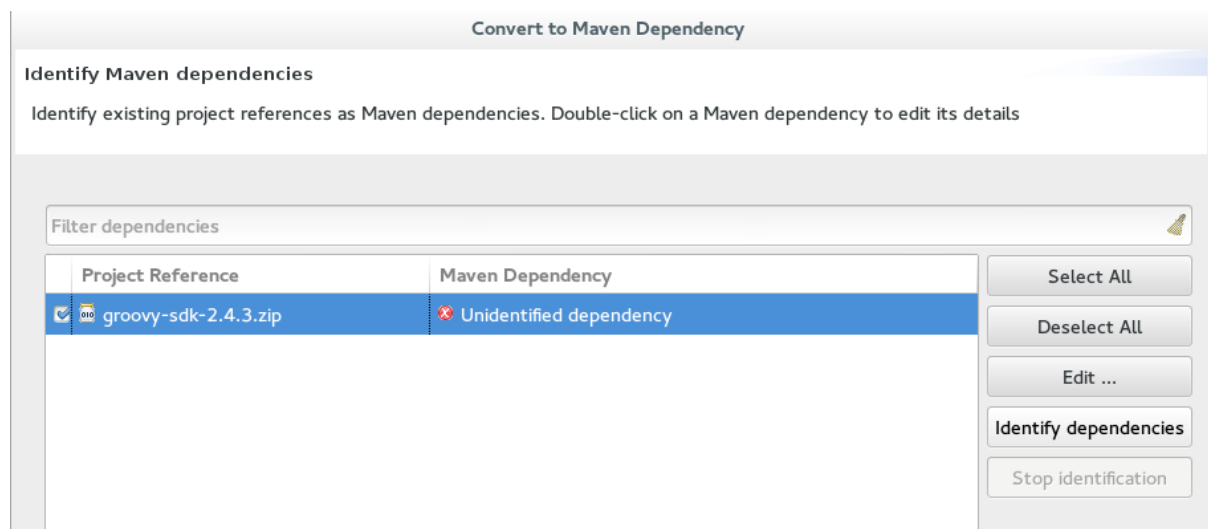 Convert to Maven Dependency
Identify Maven dependencies
Identify existing project references as Maven dependencies. Double-click on a Maven dependency to edit its details
Filter dependencies
Project Reference Maven Dependency
Select All
groovy-sdk-2.4.3.zip Unidentified dependency
Deselect All
Edit ...
Identify dependencies
Stop identification